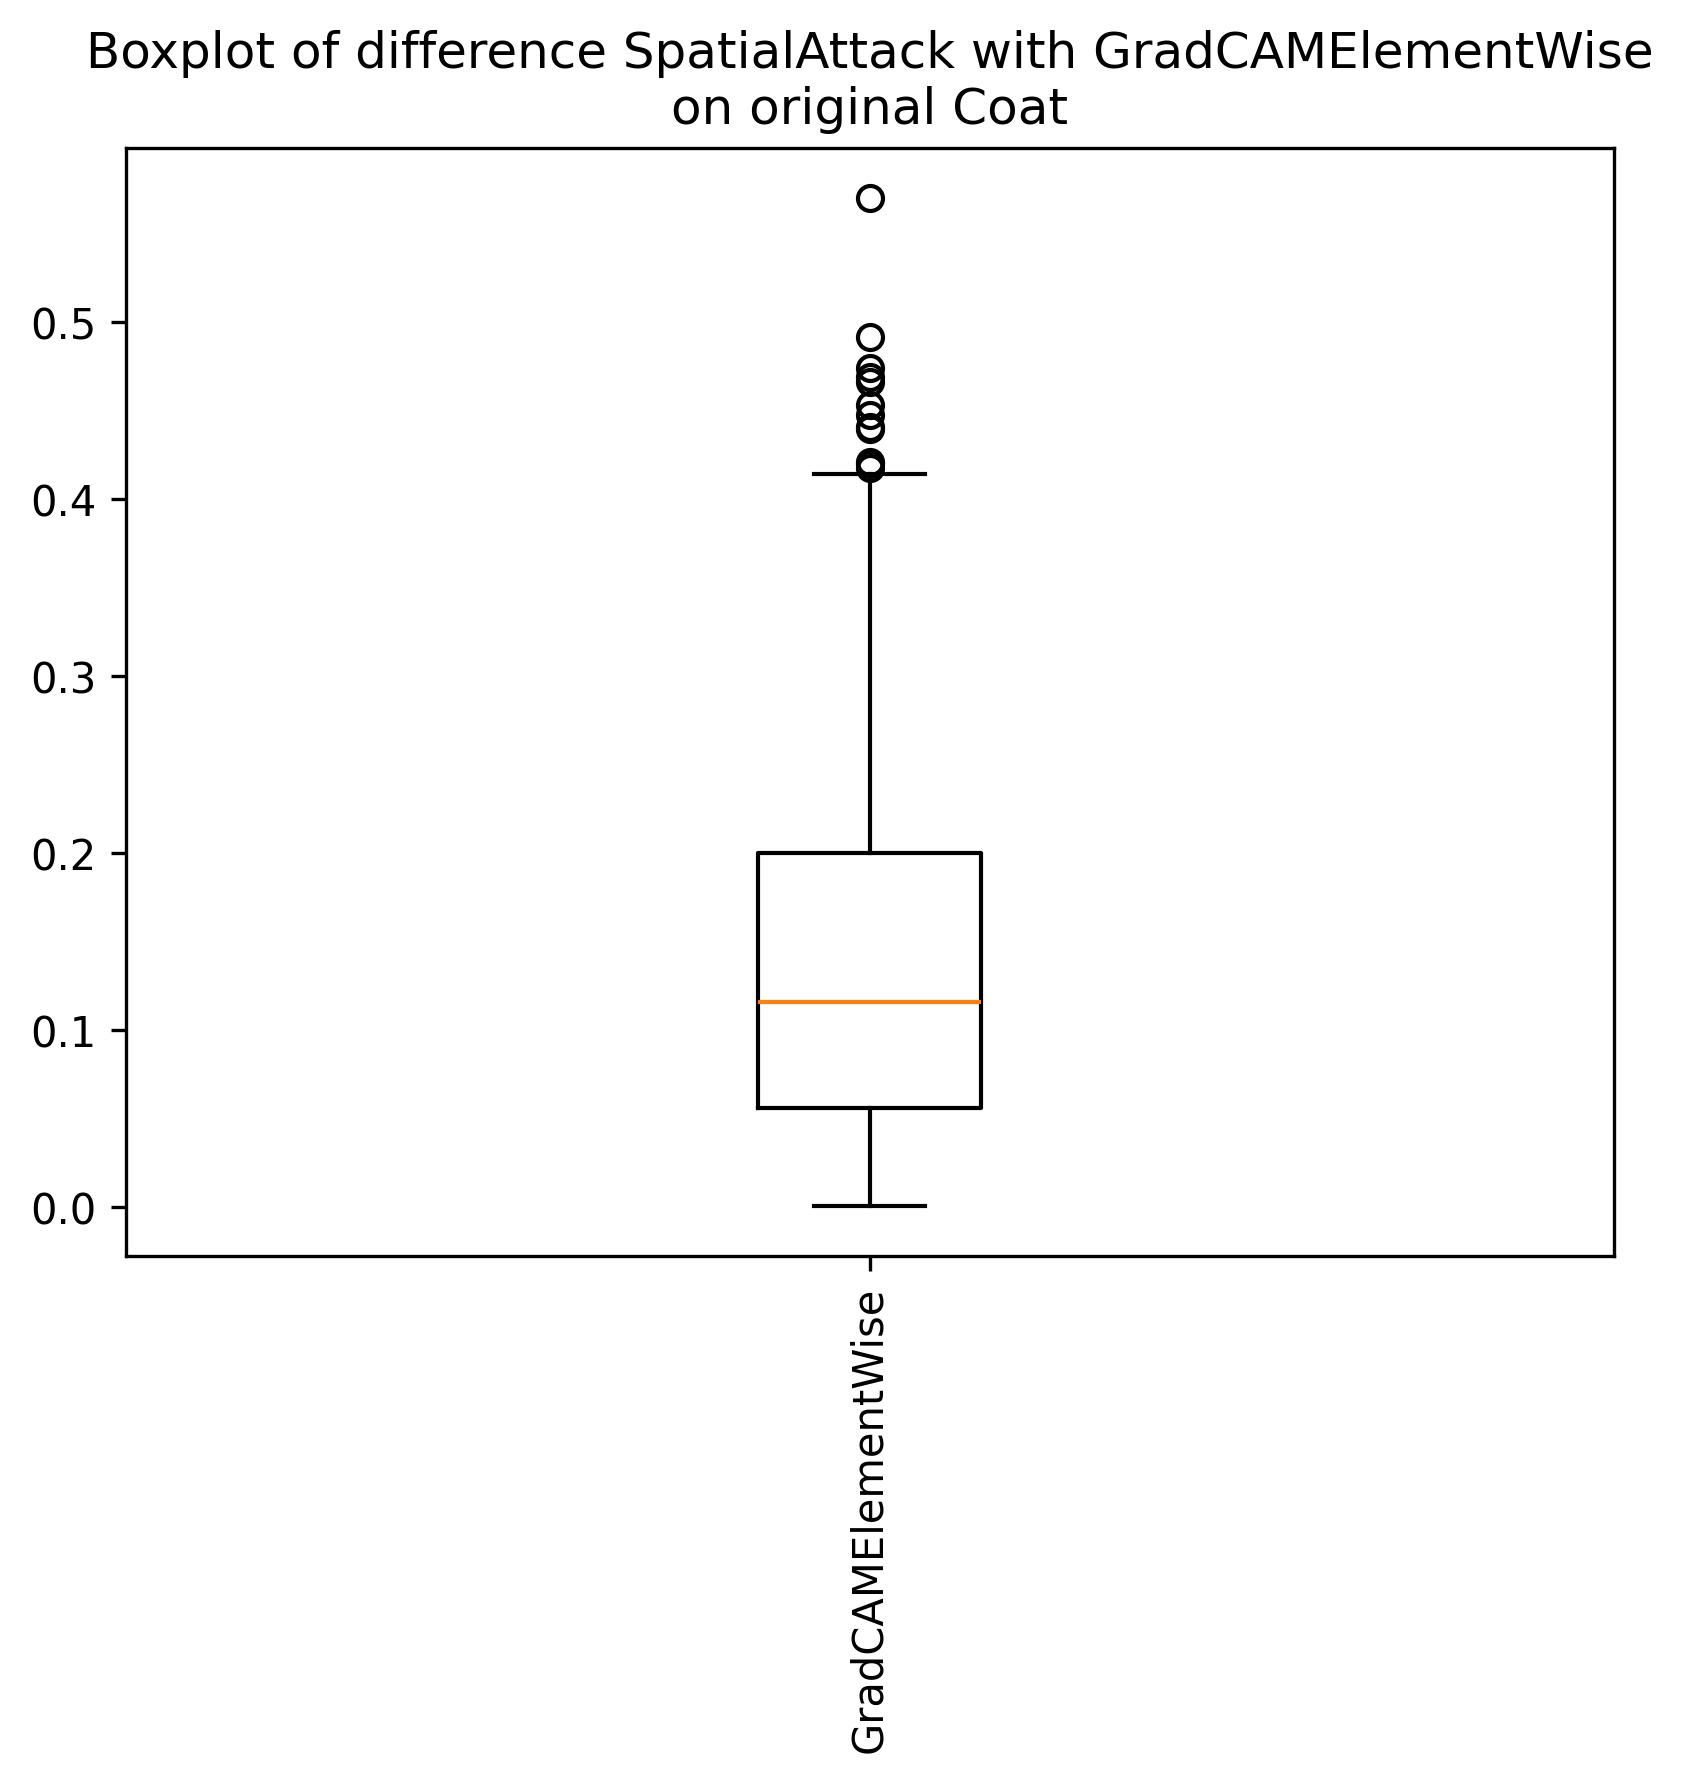 Boxplot of difference SpatialAttack with GradCAMElementWise
on original Coat
0.5
0.4
0.3
0.2
0.1
0.0
GradCAMElementWise